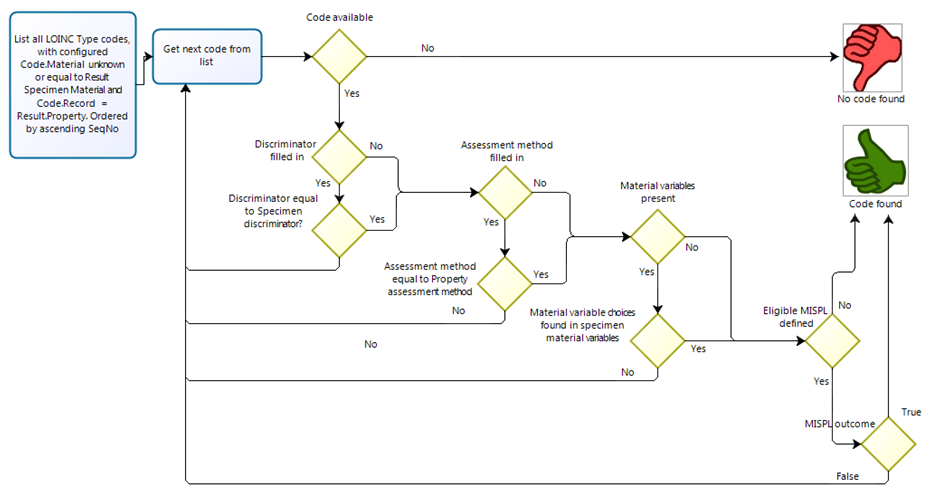 List all LOINC Type codes,
with configured
Code.Material unknown
or equal to Result
Specimen Material and
Code.Record =
Result.Property. Ordered
by ascending SeqNo
Get next code from
list
Code available
No
Yes
No code found
Discriminator
filled in
No
Yes
Discriminator equal
to Specimen
discriminator?
Yes
Assessment method
filled in
No
Yes
Assessment method
equal to Property
assessment method
Yes
No
Material variables
present
No
Yes
Material variable choices
found in specimen
material variables
Yes
No
No
Code found
Eligible MISPL
defined
No
Yes
MISPL outcome
True
False